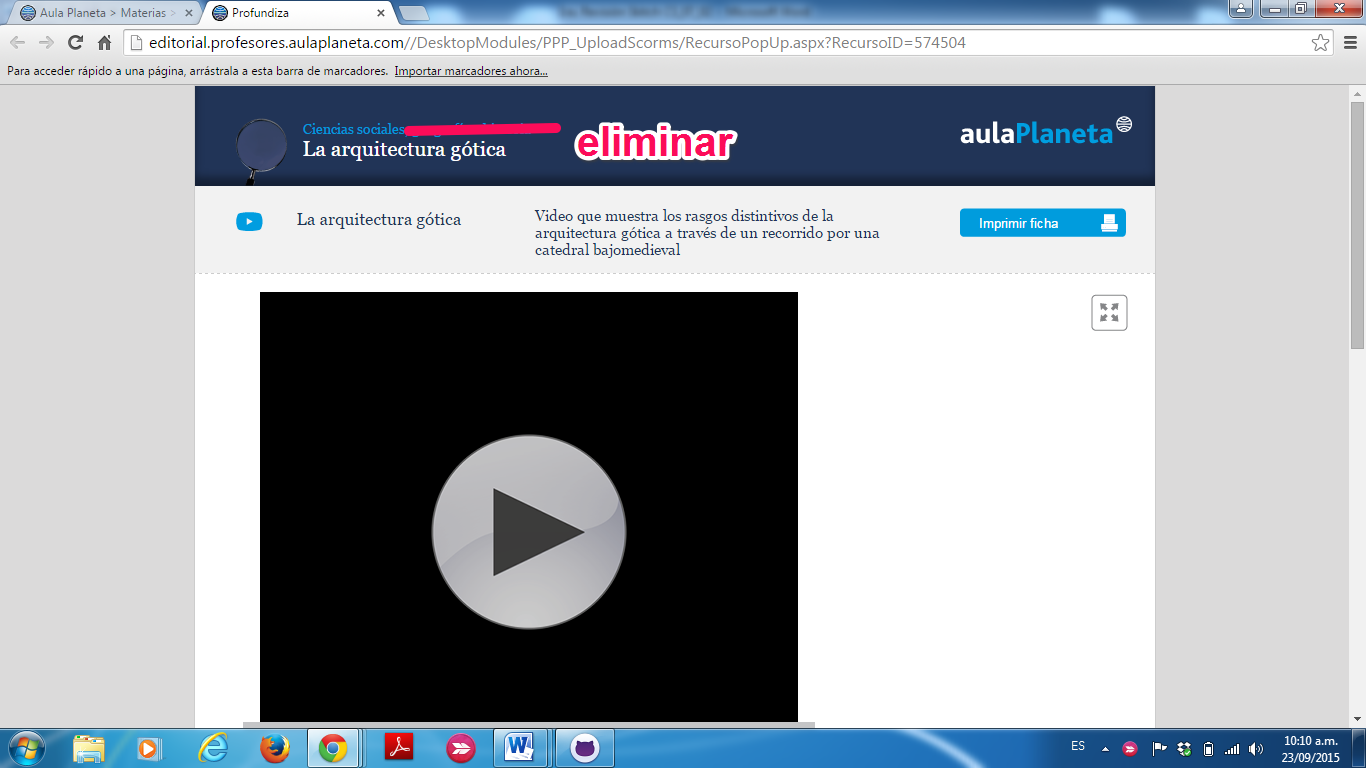 Aula Planeta > Materias >
Profundiza
editorial.profesores.aulaplaneta.com//DesktopModules/PPP_UploadScorms/RecursoPopUp.aspx?RecursoID=574504
Para acceder rápido a una página, arrástrala a esta barra de marcadores. Importar marcadores ahora...
Ciencias sociales
La arquitectura gótica
eliminar
aulaPlaneta
La arquitectura gótica
Video que muestra los rasgos distintivos de la
arquitectura gótica a través de un recorrido por una
catedral bajomedieval
Imprimir ficha
ES
10:10 a.m.
23/09/2015